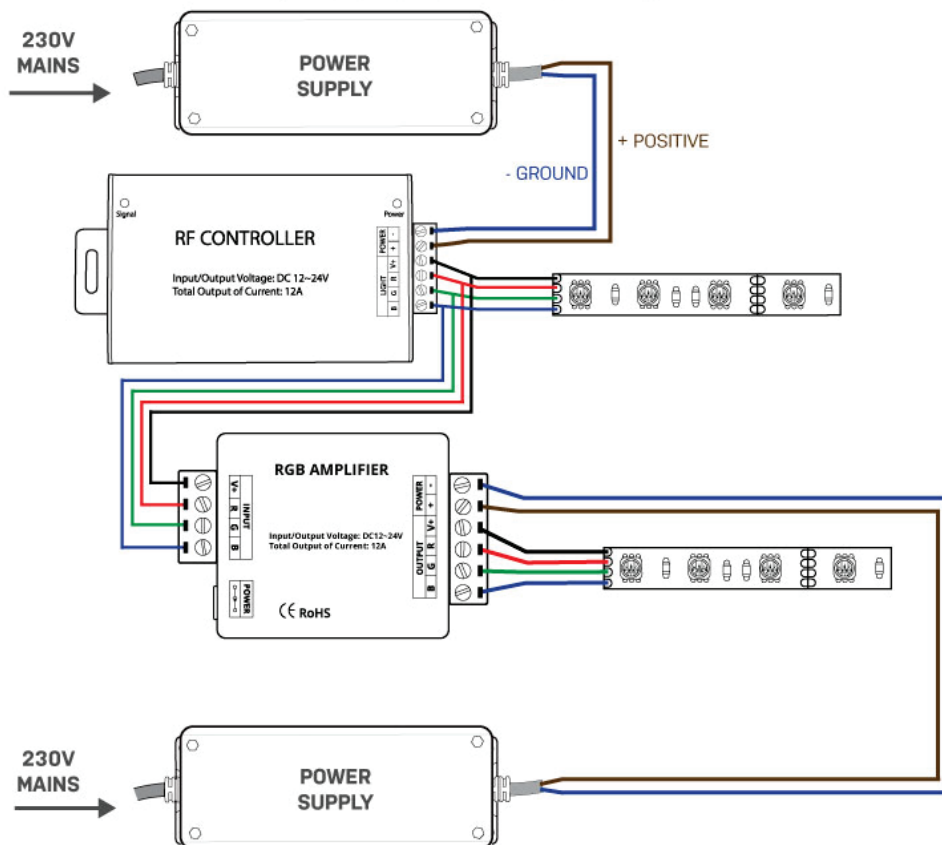 230V
MAINS
POWER
SUPPLY
+ POSITIVE
- GROUND
Signal
Power
RF CONTROLLER
Input/Output Voltage: DC 12~24V
Total Output of Current: 12A
POWER
- 
+
LIGHT
V+
R
G
B
RGB AMPLIFIER
INPUT
V+
R
G
B
Input/Output Voltage: DC12~24V
Total Output of Current: 12A
POWER
-
+
OUTPUT
V+
R
G
B
POWER
CE RoHS
230V
MAINS
POWER
SUPPLY